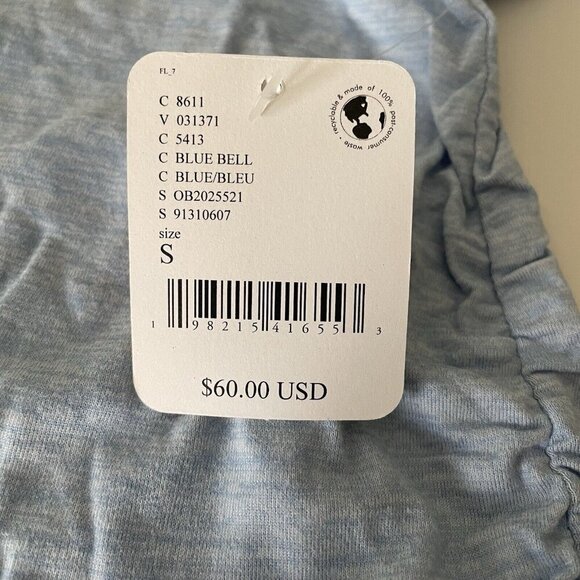 FL_7
made of 100% post-consumer waste • recyclable &
C 8611
V 031371
C 5413
C BLUE BELL
C BLUE/BLEU
S OB2025521
S 91310607
size
S
1 98215 41655 3
$60.00 USD